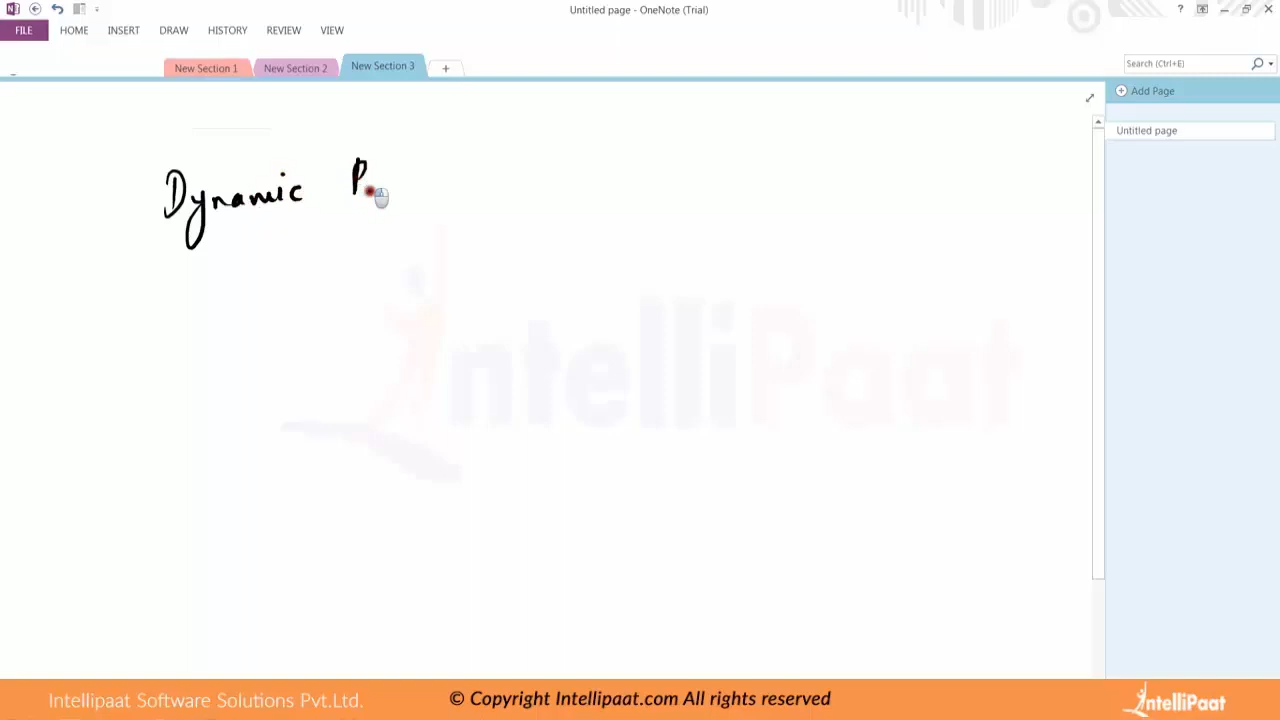 Untitled page - OneNote (Trial)
FILE HOME INSERT DRAW HISTORY REVIEW VIEW
New Section 1 New Section 2 New Section 3 +
Search (Ctrl+E)
Add Page
Untitled page
Dynamic P
IntelliPaat
Intellipaat Software Solutions Pvt.Ltd. © Copyright Intellipaat.com All rights reserved IntelliPaat